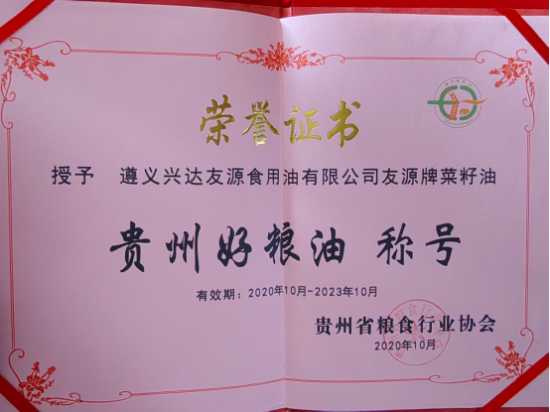 荣誉证书
授予 遵义兴达友源食用油有限公司友源牌菜籽油
贵州好粮油 称号
有效期：2020年10月-2023年10月
贵州省粮食行业协会
2020年10月